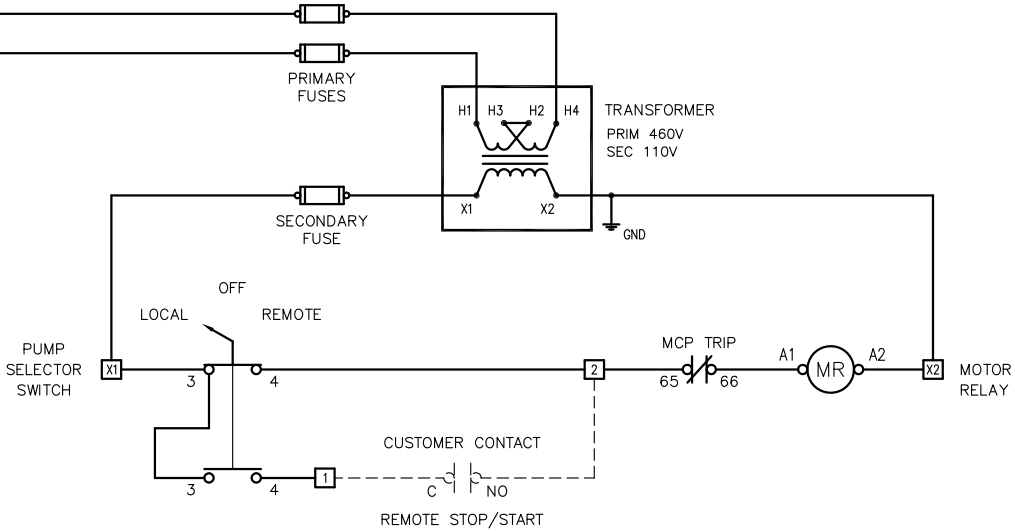 PRIMARY
FUSES
H1 H3 H2 H4
TRANSFORMER
PRIM 460V
SEC 110V
X1 X2
SECONDARY
FUSE
GND
OFF
LOCAL REMOTE
PUMP
SELECTOR
SWITCH
X1
3 4
2
MCP TRIP
65 66
A1 A2
MR
X2
MOTOR
RELAY
CUSTOMER CONTACT
3 4
1
C NO
REMOTE STOP/START